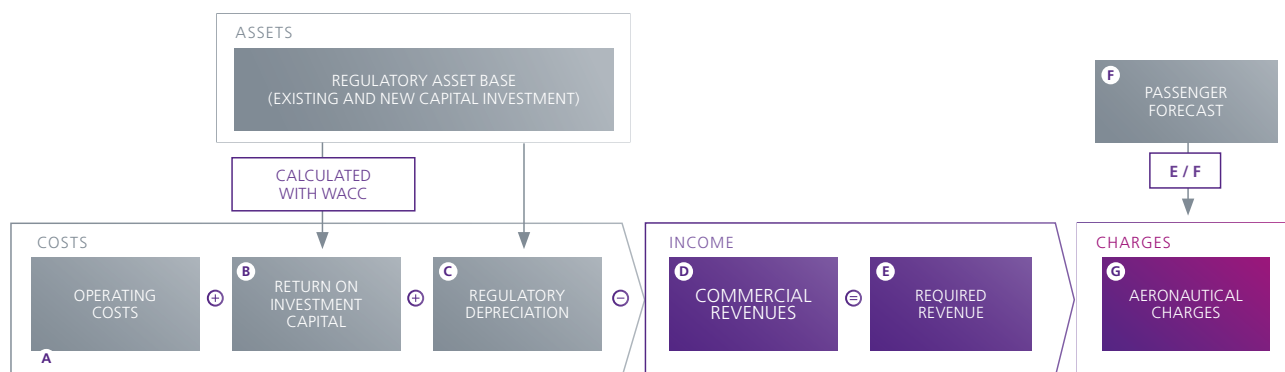 ASSETS
REGULATORY ASSET BASE
(EXISTING AND NEW CAPITAL INVESTMENT)
F
PASSENGER
FORECAST
CALCULATED
WITH WACC
E / F
COSTS
OPERATING
COSTS
A
+
B
RETURN ON
INVESTMENT
CAPITAL
+
C
REGULATORY
DEPRECIATION
−
INCOME
D
COMMERCIAL
REVENUES
=
E
REQUIRED
REVENUE
CHARGES
G
AERONAUTICAL
CHARGES